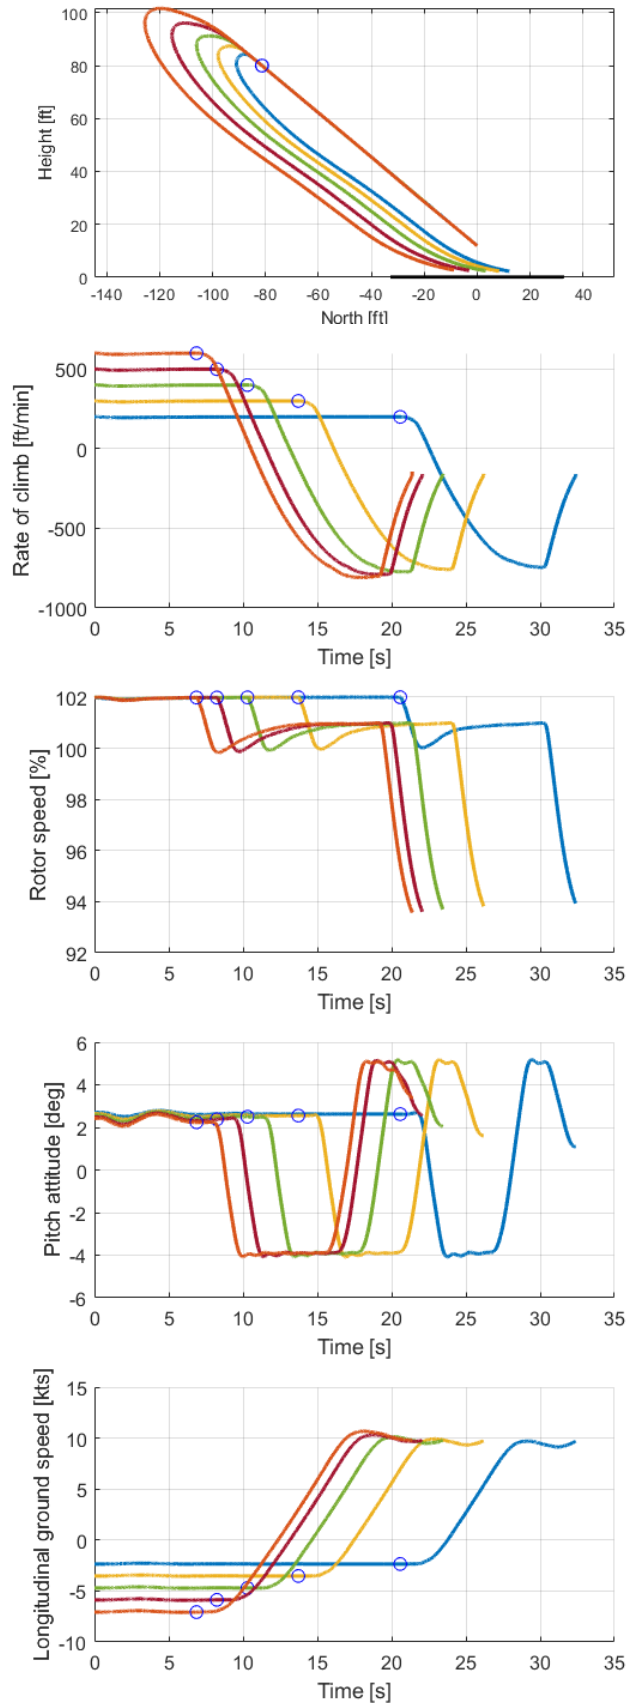 100
80
60
40
20
0
Height [ft]
-140 -120 -100 -80 -60 -40 -20 0 20 40
North [ft]
500
0
-500
-1000
Rate of climb [ft/min]
0 5 10 15 20 25 30 35
Time [s]
102
100
98
96
94
92
Rotor speed [%]
0 5 10 15 20 25 30 35
Time [s]
6
4
2
0
-2
-4
-6
Pitch attitude [deg]
0 5 10 15 20 25 30 35
Time [s]
15
10
5
0
-5
-10
Longitudinal ground speed [kts]
0 5 10 15 20 25 30 35
Time [s]